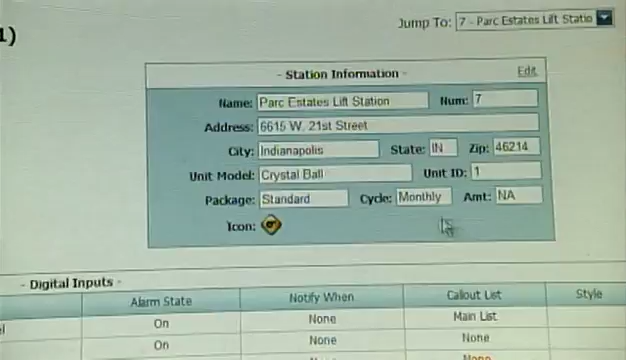 1)
Jump To: 7 - Parc Estates Lift Statio
- Station Information -
Edit
Name: Parc Estates Lift Station Num: 7
Address: 6615 W. 21st Street
City: Indianapolis State: IN Zip: 46214
Unit Model: Crystal Ball Unit ID: 1
Package: Standard Cycle: Monthly Amt: NA
Icon:
- Digital Inputs -
Alarm State Notify When Callout List Style
On None Main List
On None None
None